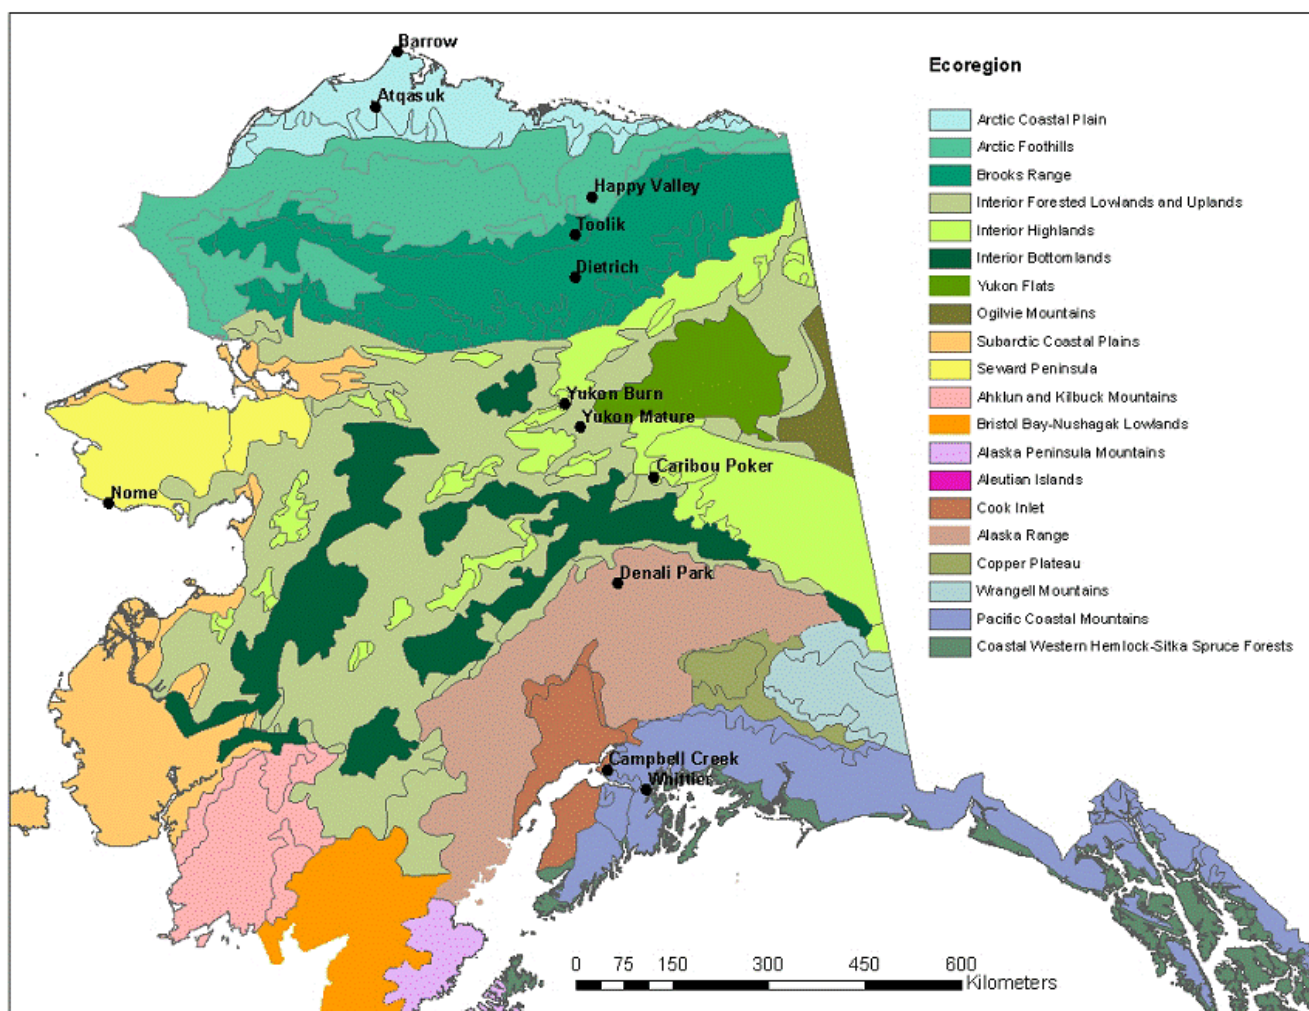 Barrow
Atqasuk
Happy Valley
Toolik
Dietrich
Yukon Burn
Yukon Mature
Caribou Poker
Nome
Denali Park
Campbell Creek
Whittier
Ecoregion
Arctic Coastal Plain
Arctic Foothills
Brooks Range
Interior Forested Lowlands and Uplands
Interior Highlands
Interior Bottomlands
Yukon Flats
Ogilvie Mountains
Subarctic Coastal Plains
Seward Peninsula
Ahklun and Kilbuck Mountains
Bristol Bay-Nushagak Lowlands
Alaska Peninsula Mountains
Aleutian Islands
Cook Inlet
Alaska Range
Copper Plateau
Wrangell Mountains
Pacific Coastal Mountains
Coastal Western Hemlock-Sitka Spruce Forests
0 75 150 300 450 600
Kilometers